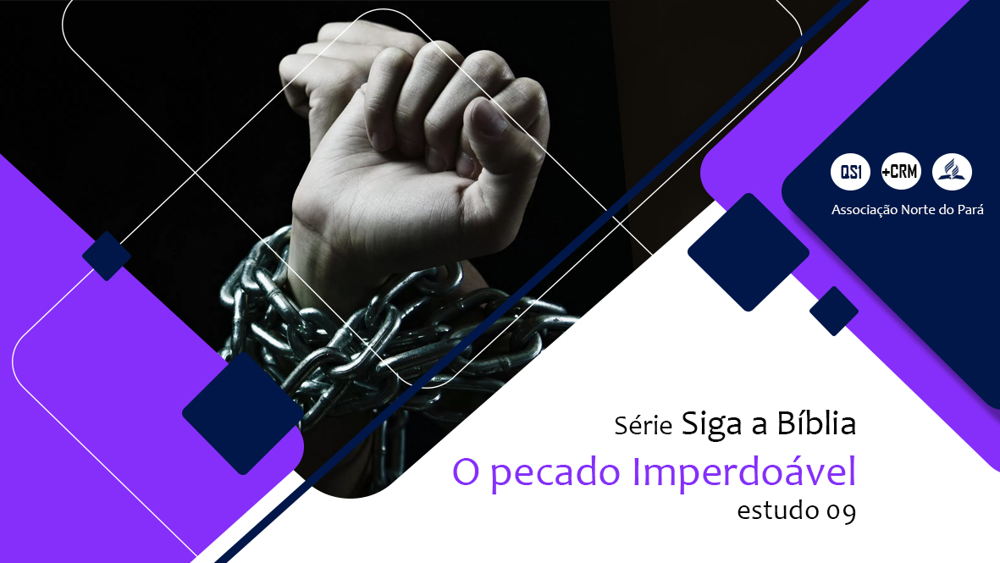 QS1 +CRM
Associação Norte do Pará
Série Siga a Bíblia
O pecado Imperdoável
estudo 09